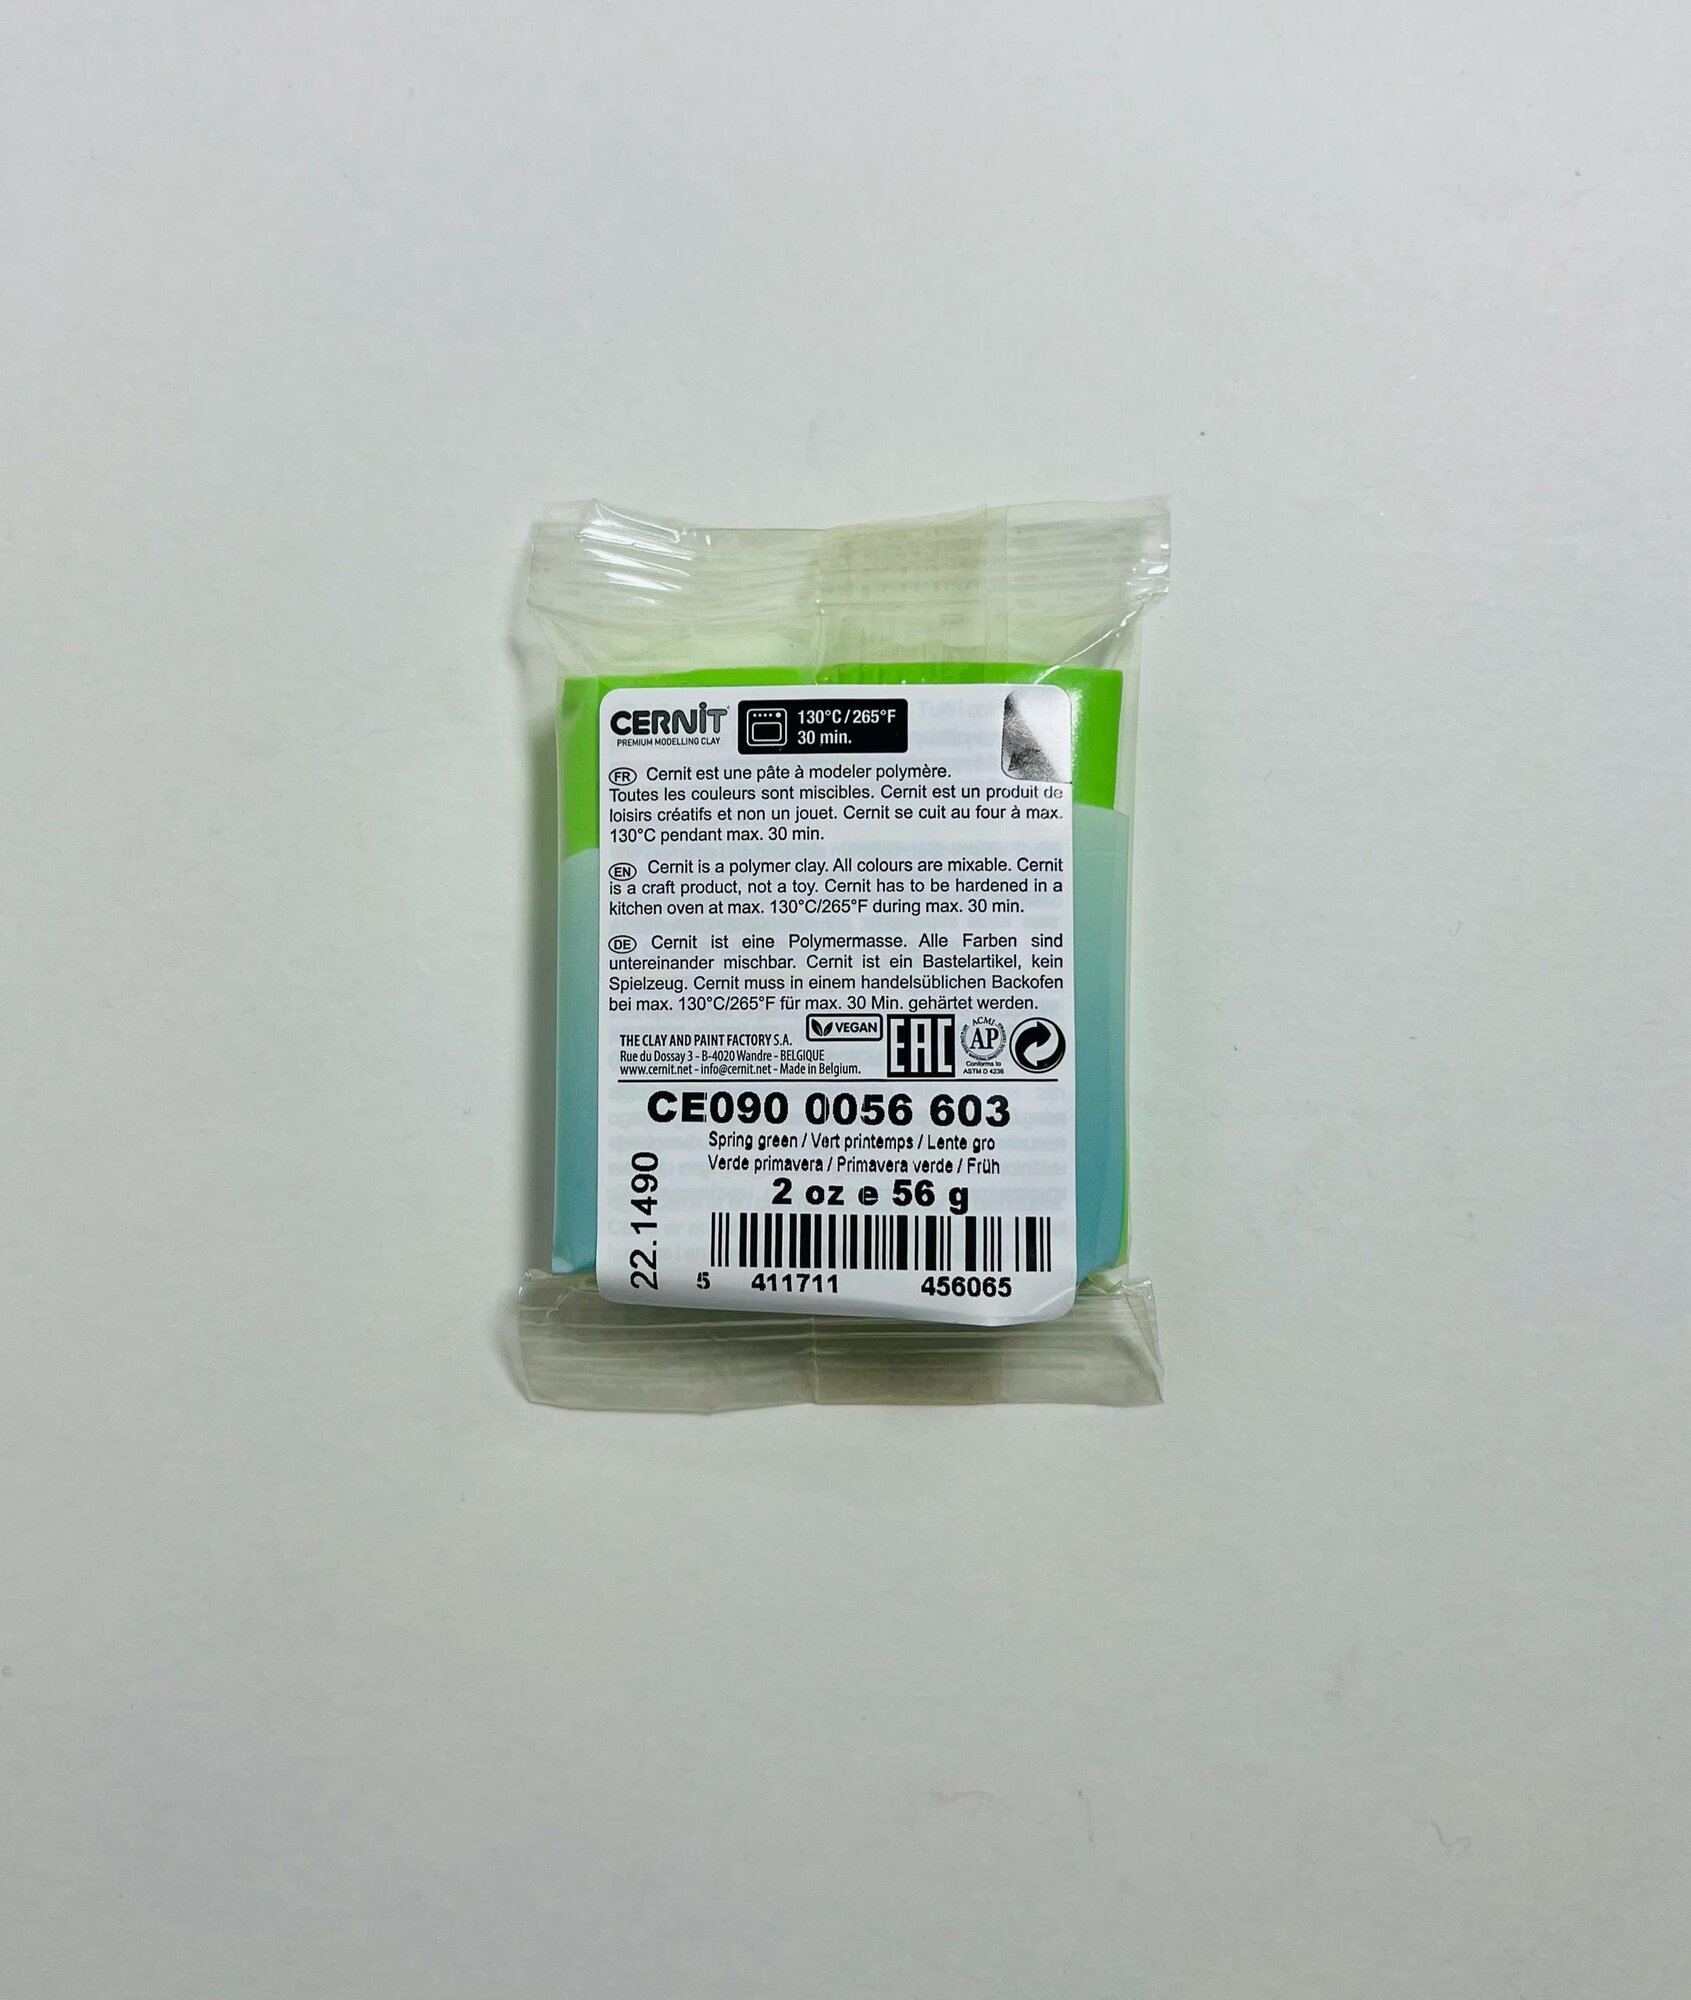 CERNIT
PREMIUM MODELLING CLAY
130°C/265°F
30 min.
FR Cernit est une pâte à modeler polymère.
Toutes les couleurs sont miscibles. Cernit est un produit de
loisirs créatifs et non un jouet. Cernit se cuit au four à max.
130°C pendant max. 30 min.
EN Cernit is a polymer clay. All colours are mixable. Cernit
is a craft product, not a toy. Cernit has to be hardened in a
kitchen oven at max. 130°C/265°F during max. 30 min.
DE Cernit ist eine Polymermasse. Alle Farben sind
untereinander mischbar. Cernit ist ein Bastelartikel, kein
Spielzeug. Cernit muss in einem handelsüblichen Backofen
bei max. 130°C/265°F für max. 30 Min. gehärtet werden.
THE CLAY AND PAINT FACTORY S.A.
Rue du Dossay 3 - B-4020 Wandre - BELGIQUE
www.cernit.net - info@cernit.net - Made in Belgium.
VEGAN
EAC
ACMI
AP
Conforms to
ASTM D 4236
CE090 0056 603
Spring green / Vert printemps / Lente gro
Verde primavera / Primavera verde / Früh
2 oz e 56 g
22.1490
5 411711 456065